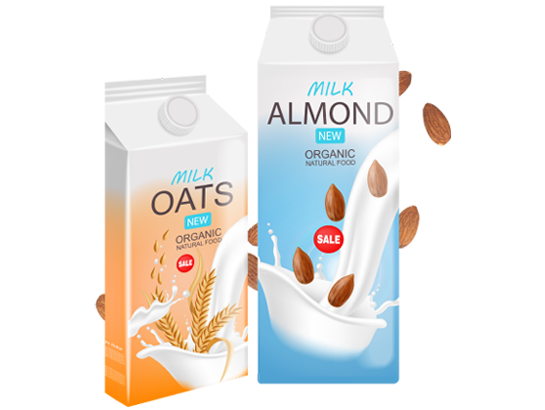 MILK
OATS
NEW
ORGANIC
NATURAL FOOD
SALE
MILK
ALMOND
NEW
ORGANIC
NATURAL FOOD
SALE